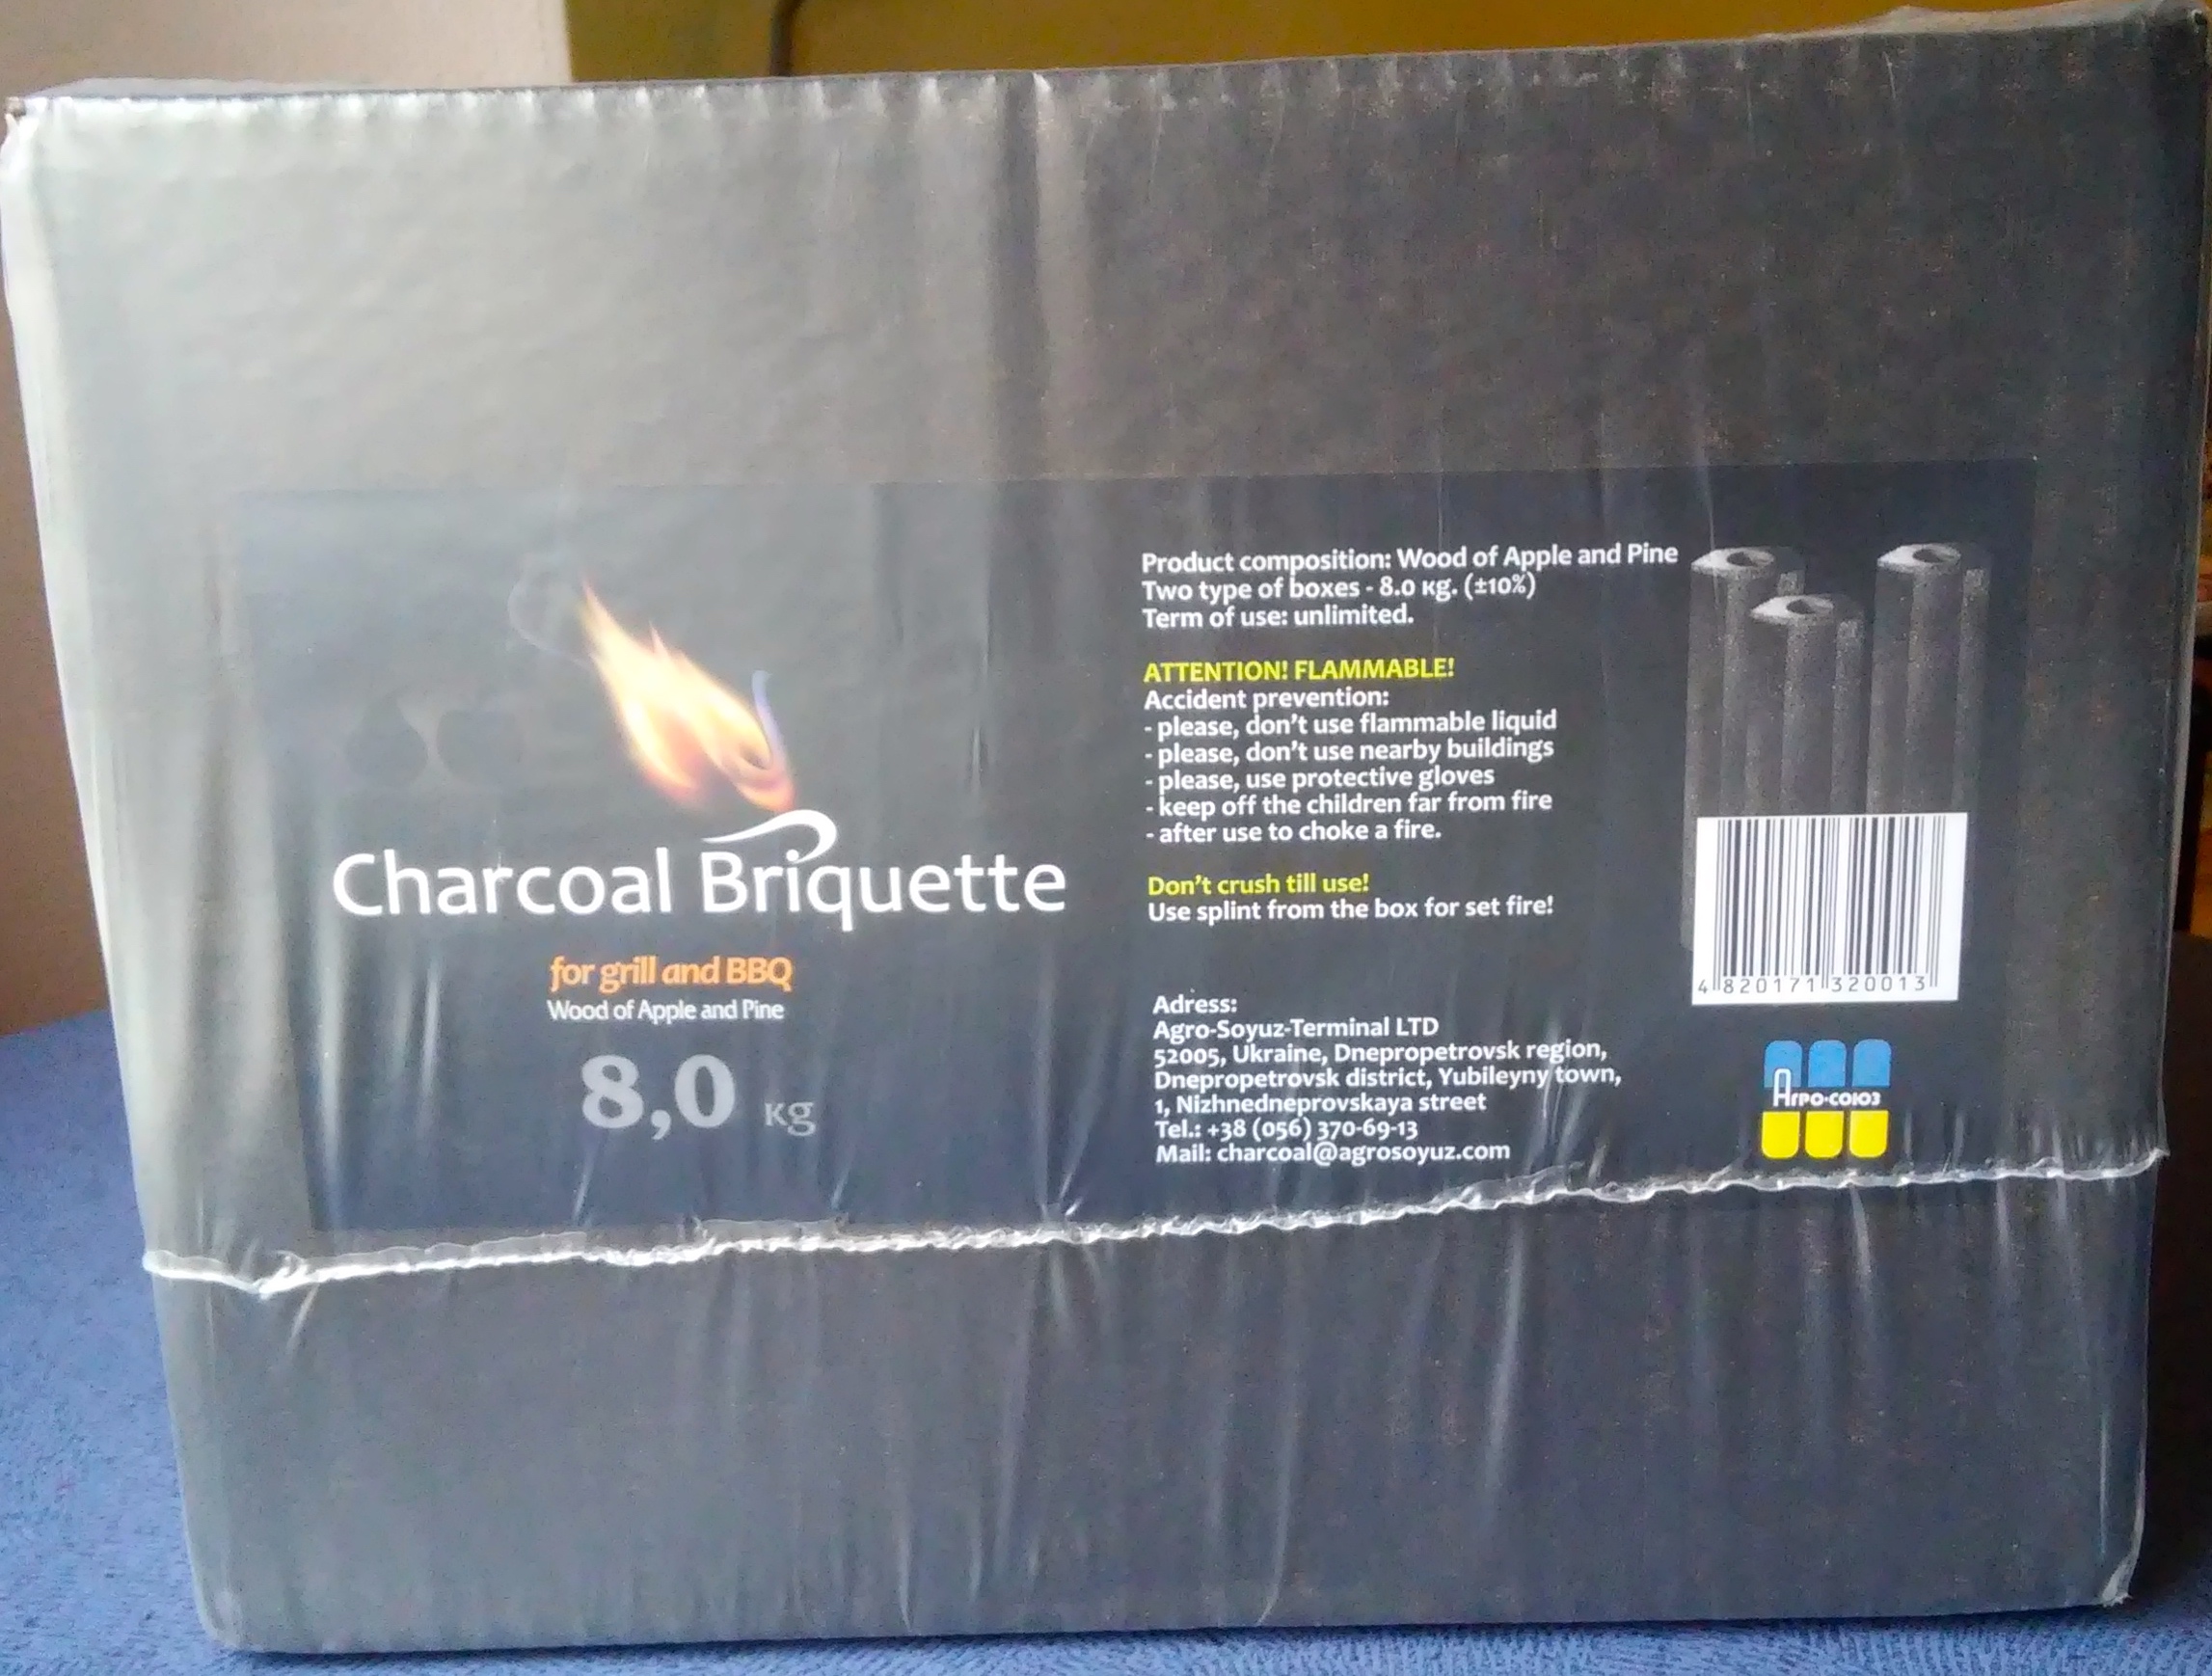 Charcoal Briquette
for grill and BBQ
Wood of Apple and Pine
8,0 кg
Product composition: Wood of Apple and Pine
Two type of boxes - 8.0 кg. (±10%)
Term of use: unlimited.
ATTENTION! FLAMMABLE!
Accident prevention:
- please, don't use flammable liquid
- please, don't use nearby buildings
- please, use protective gloves
- keep off the children far from fire
- after use to choke a fire.
Don't crush till use!
Use splint from the box for set fire!
Adress:
Agro-Soyuz-Terminal LTD
52005, Ukraine, Dnepropetrovsk region,
Dnepropetrovsk district, Yubileyny town,
1, Nizhnedneprovskaya street
Tel.: +38 (056) 370-69-13
Mail: charcoal@agrosoyuz.com
4 820171 320013
Агро-союз